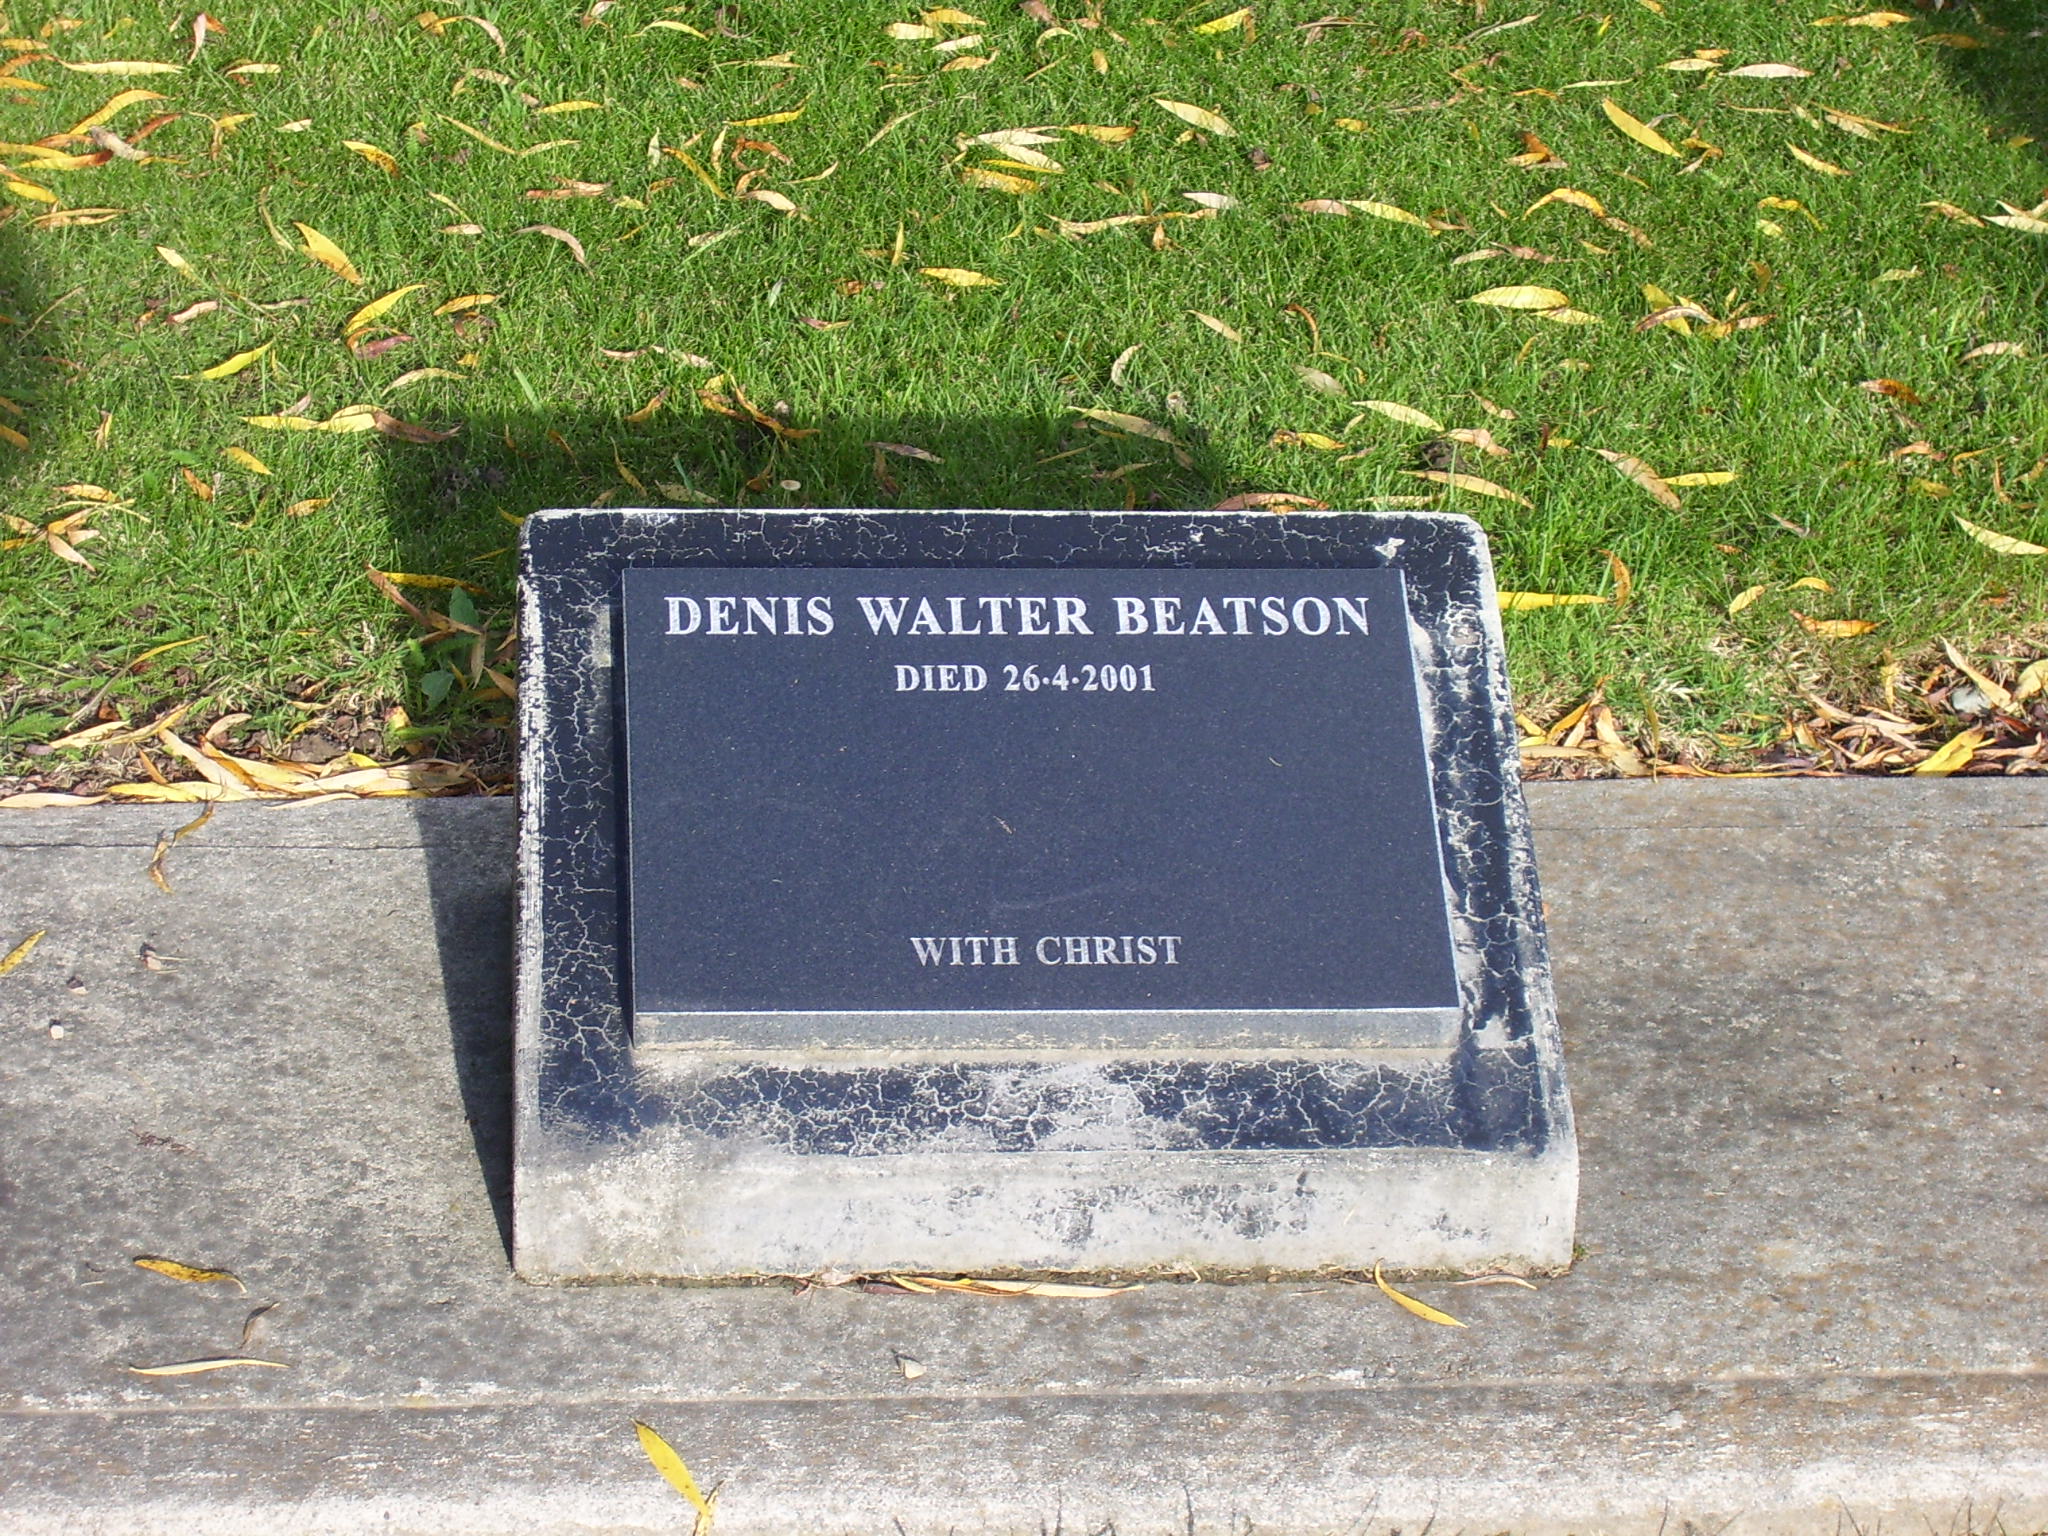 DENIS WALTER BEATSON
DIED 26·4·2001
WITH CHRIST